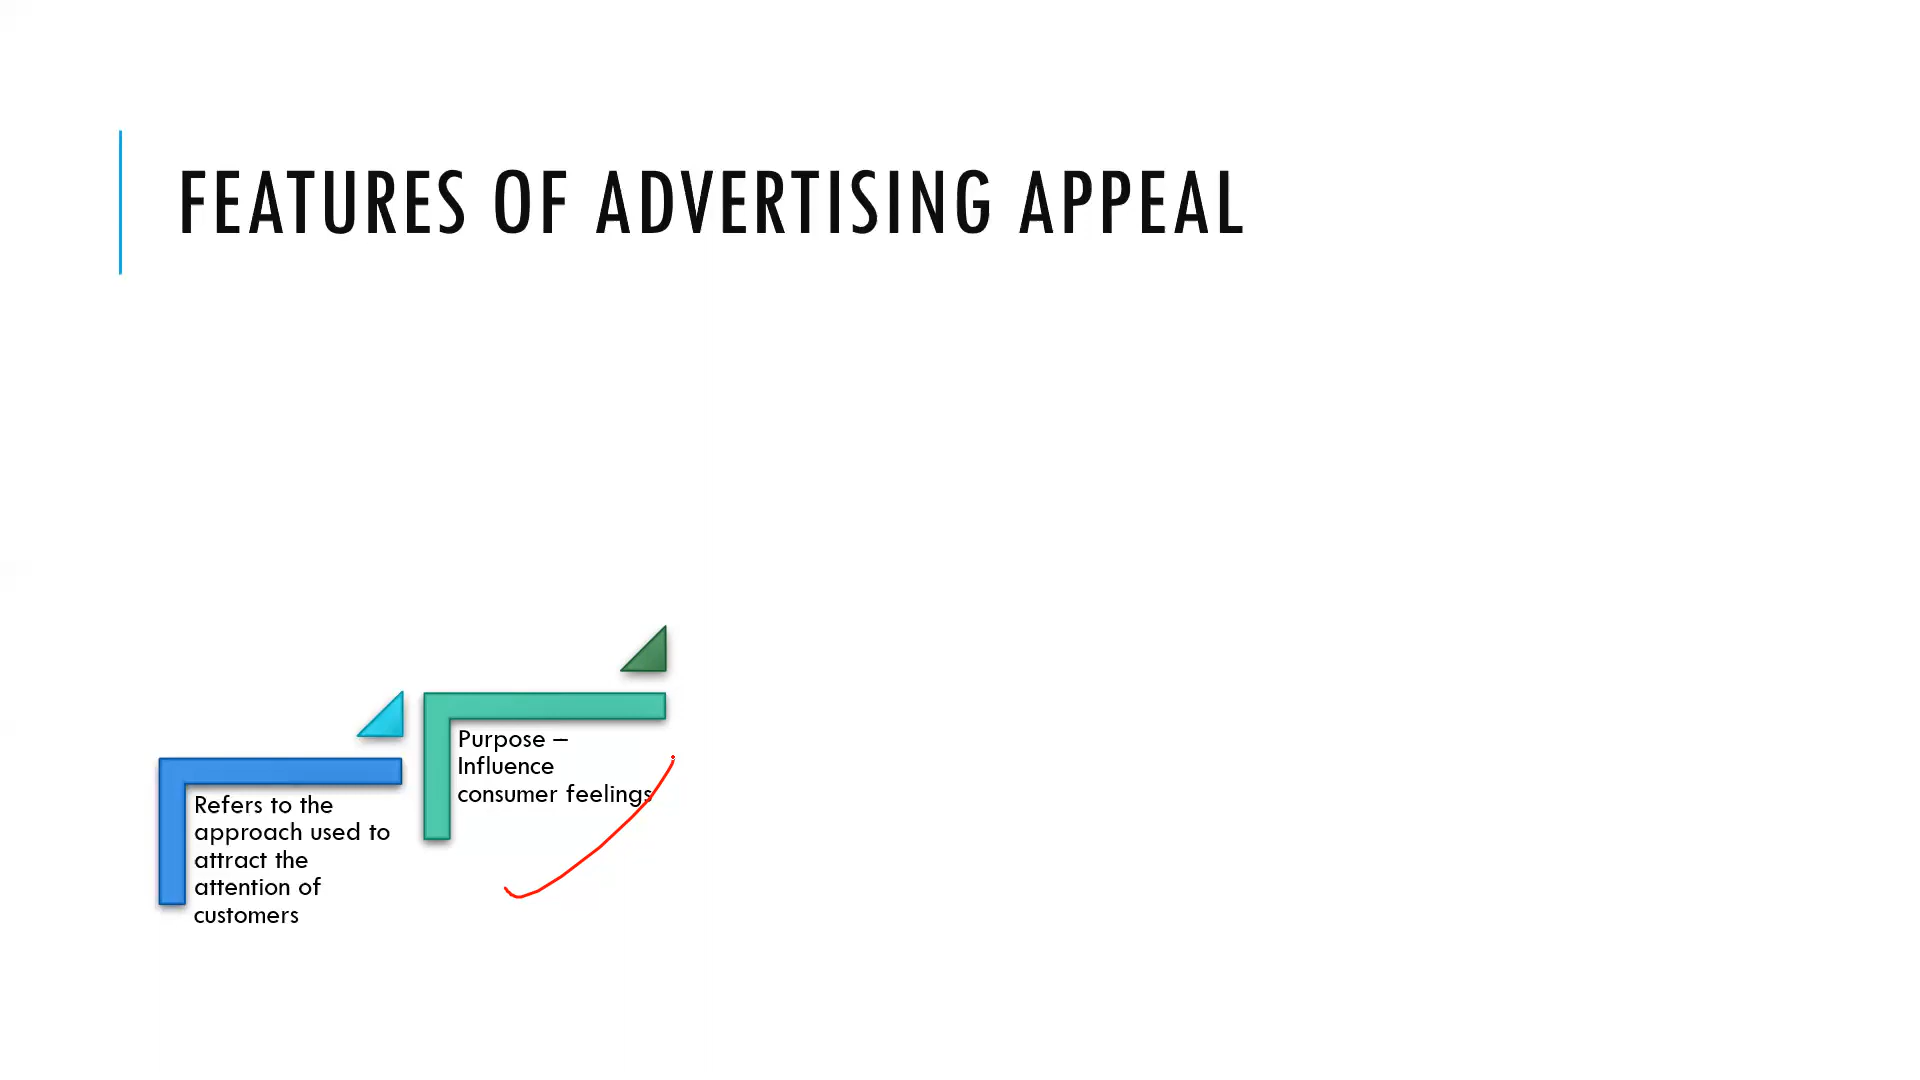 FEATURES OF ADVERTISING APPEAL
Refers to the
approach used to
attract the
attention of
customers
Purpose –
Influence
consumer feelings